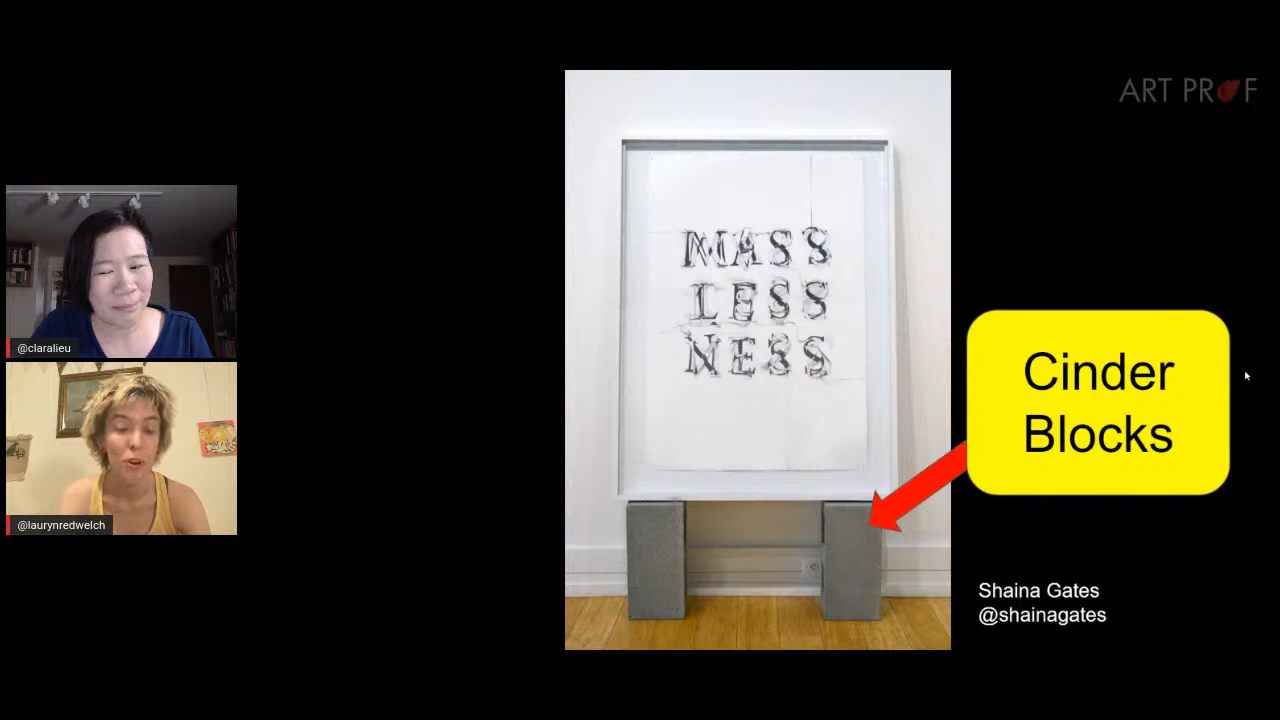 ART PROF
@claralieu
@laurynredwelch
MASS
LESS
NESS
Cinder
Blocks
Shaina Gates
@shainagates